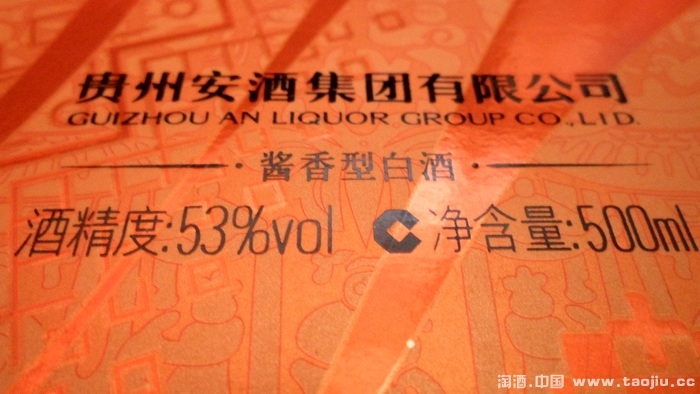 贵州安酒集团有限公司
GUIZHOU AN LIQUOR GROUP CO.,LTD.
·酱香型白酒·
酒精度:53%vol 净含量:500ml
淘酒.中国 www.taojiu.cc